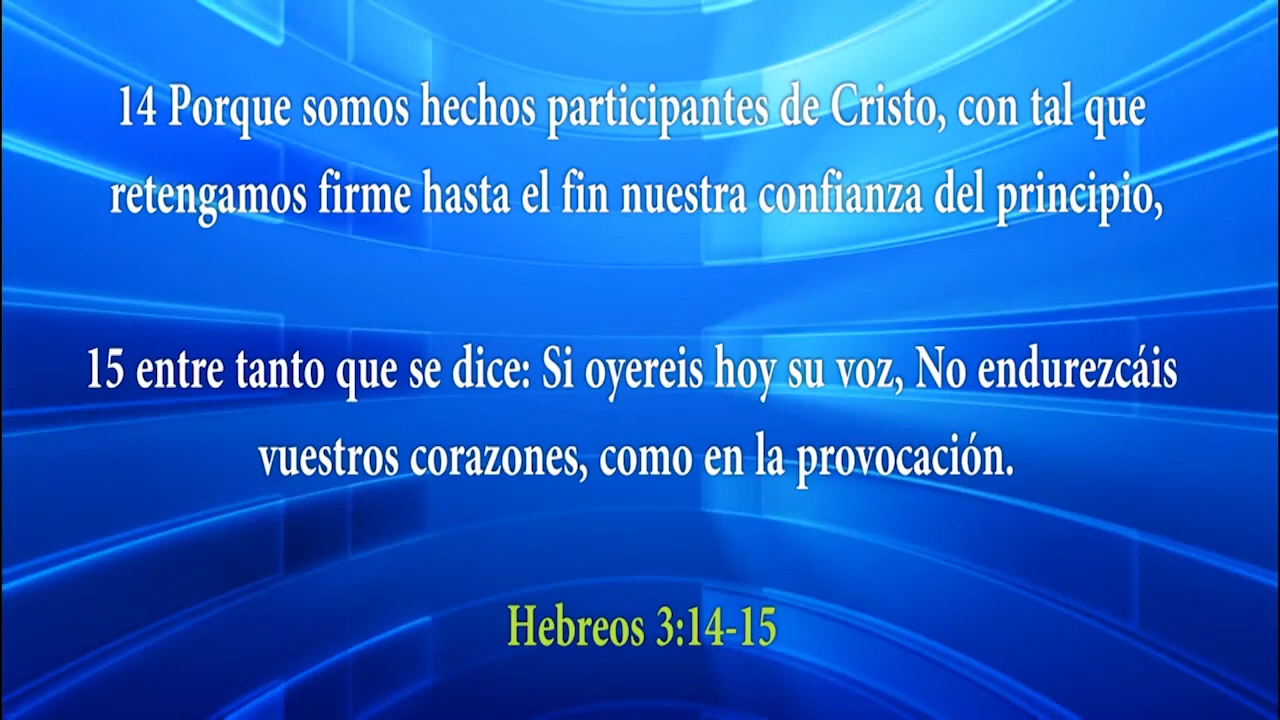 14 Porque somos hechos participantes de Cristo, con tal que
retengamos firme hasta el fin nuestra confianza del principio,
15 entre tanto que se dice: Si oyereis hoy su voz, No endurezcáis
vuestros corazones, como en la provocación.
Hebreos 3:14-15